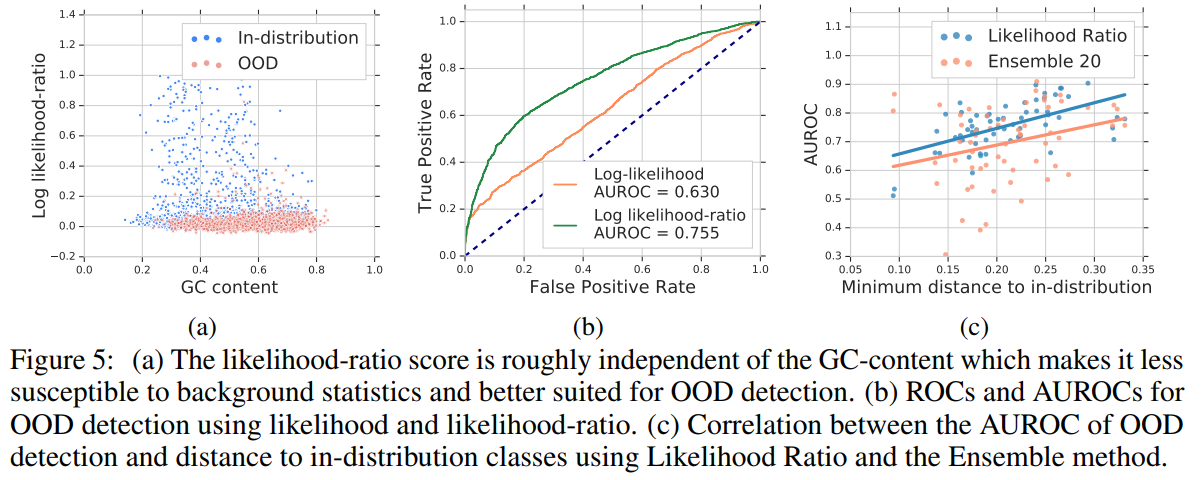 1.4
1.2
1.0
0.8
0.6
0.4
0.2
0.0
−0.2
Log likelihood-ratio
In-distribution
OOD
0.0 0.2 0.4 0.6 0.8 1.0
GC content
(a)
1.0
0.8
0.6
0.4
0.2
0.0
True Positive Rate
Log-likelihood
AUROC = 0.630
Log likelihood-ratio
AUROC = 0.755
0.0 0.2 0.4 0.6 0.8 1.0
False Positive Rate
(b)
1.1
1.0
0.9
0.8
0.7
0.6
0.5
0.4
0.3
AUROC
Likelihood Ratio
Ensemble 20
0.05 0.10 0.15 0.20 0.25 0.30 0.35
Minimum distance to in-distribution
(c)
Figure 5: (a) The likelihood-ratio score is roughly independent of the GC-content which makes it less
susceptible to background statistics and better suited for OOD detection. (b) ROCs and AUROCs for
OOD detection using likelihood and likelihood-ratio. (c) Correlation between the AUROC of OOD
detection and distance to in-distribution classes using Likelihood Ratio and the Ensemble method.